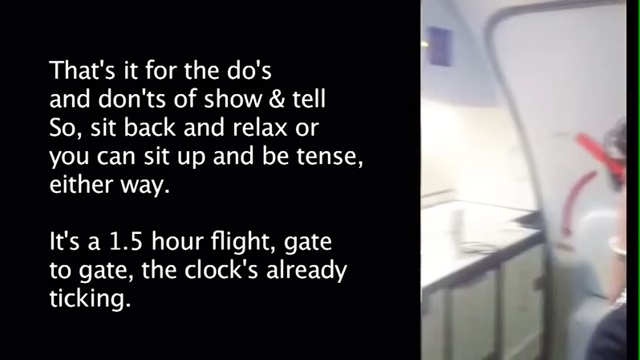 That's it for the do's
and don'ts of show & tell
So, sit back and relax or
you can sit up and be tense,
either way.
It's a 1.5 hour flight, gate
to gate, the clock's already
ticking.